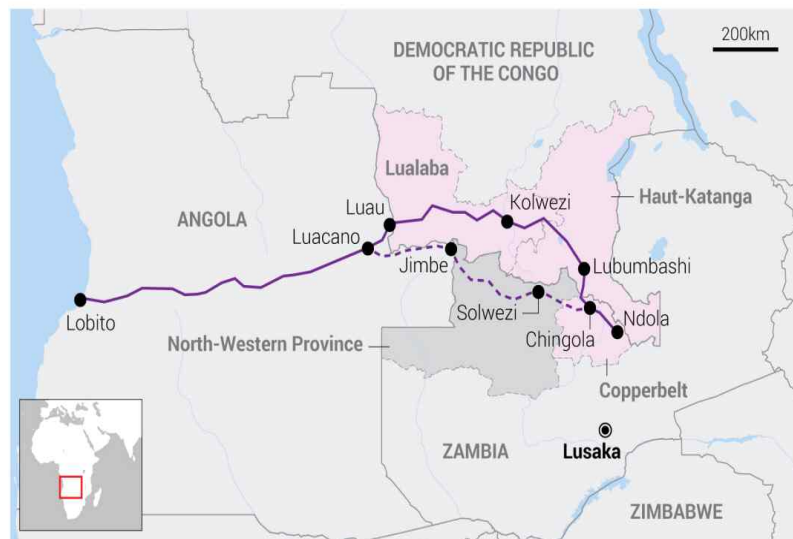 200km
DEMOCRATIC REPUBLIC
OF THE CONGO
Lualaba
Haut-Katanga
Kolwezi
ANGOLA
Luau
Luacano
Jimbe
Lubumbashi
Lobito
Solwezi
Ndola
Chingola
North-Western Province
Copperbelt
ZAMBIA
Lusaka
ZIMBABWE